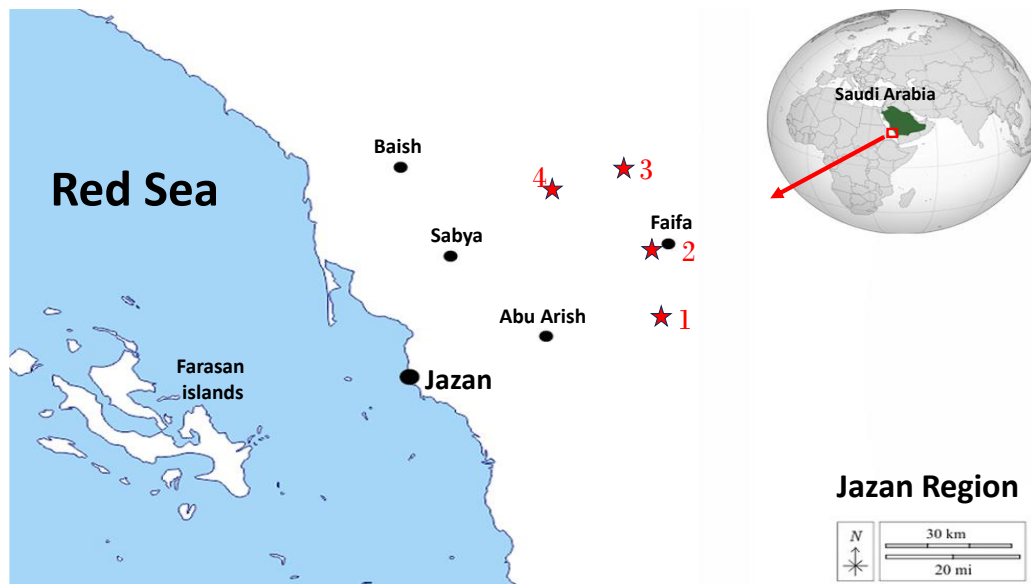 Saudi Arabia
Baish
4
3
Red Sea
Sabya
Faifa
2
Abu Arish
1
Farasan
islands
Jazan
Jazan Region
N
30 km
20 mi